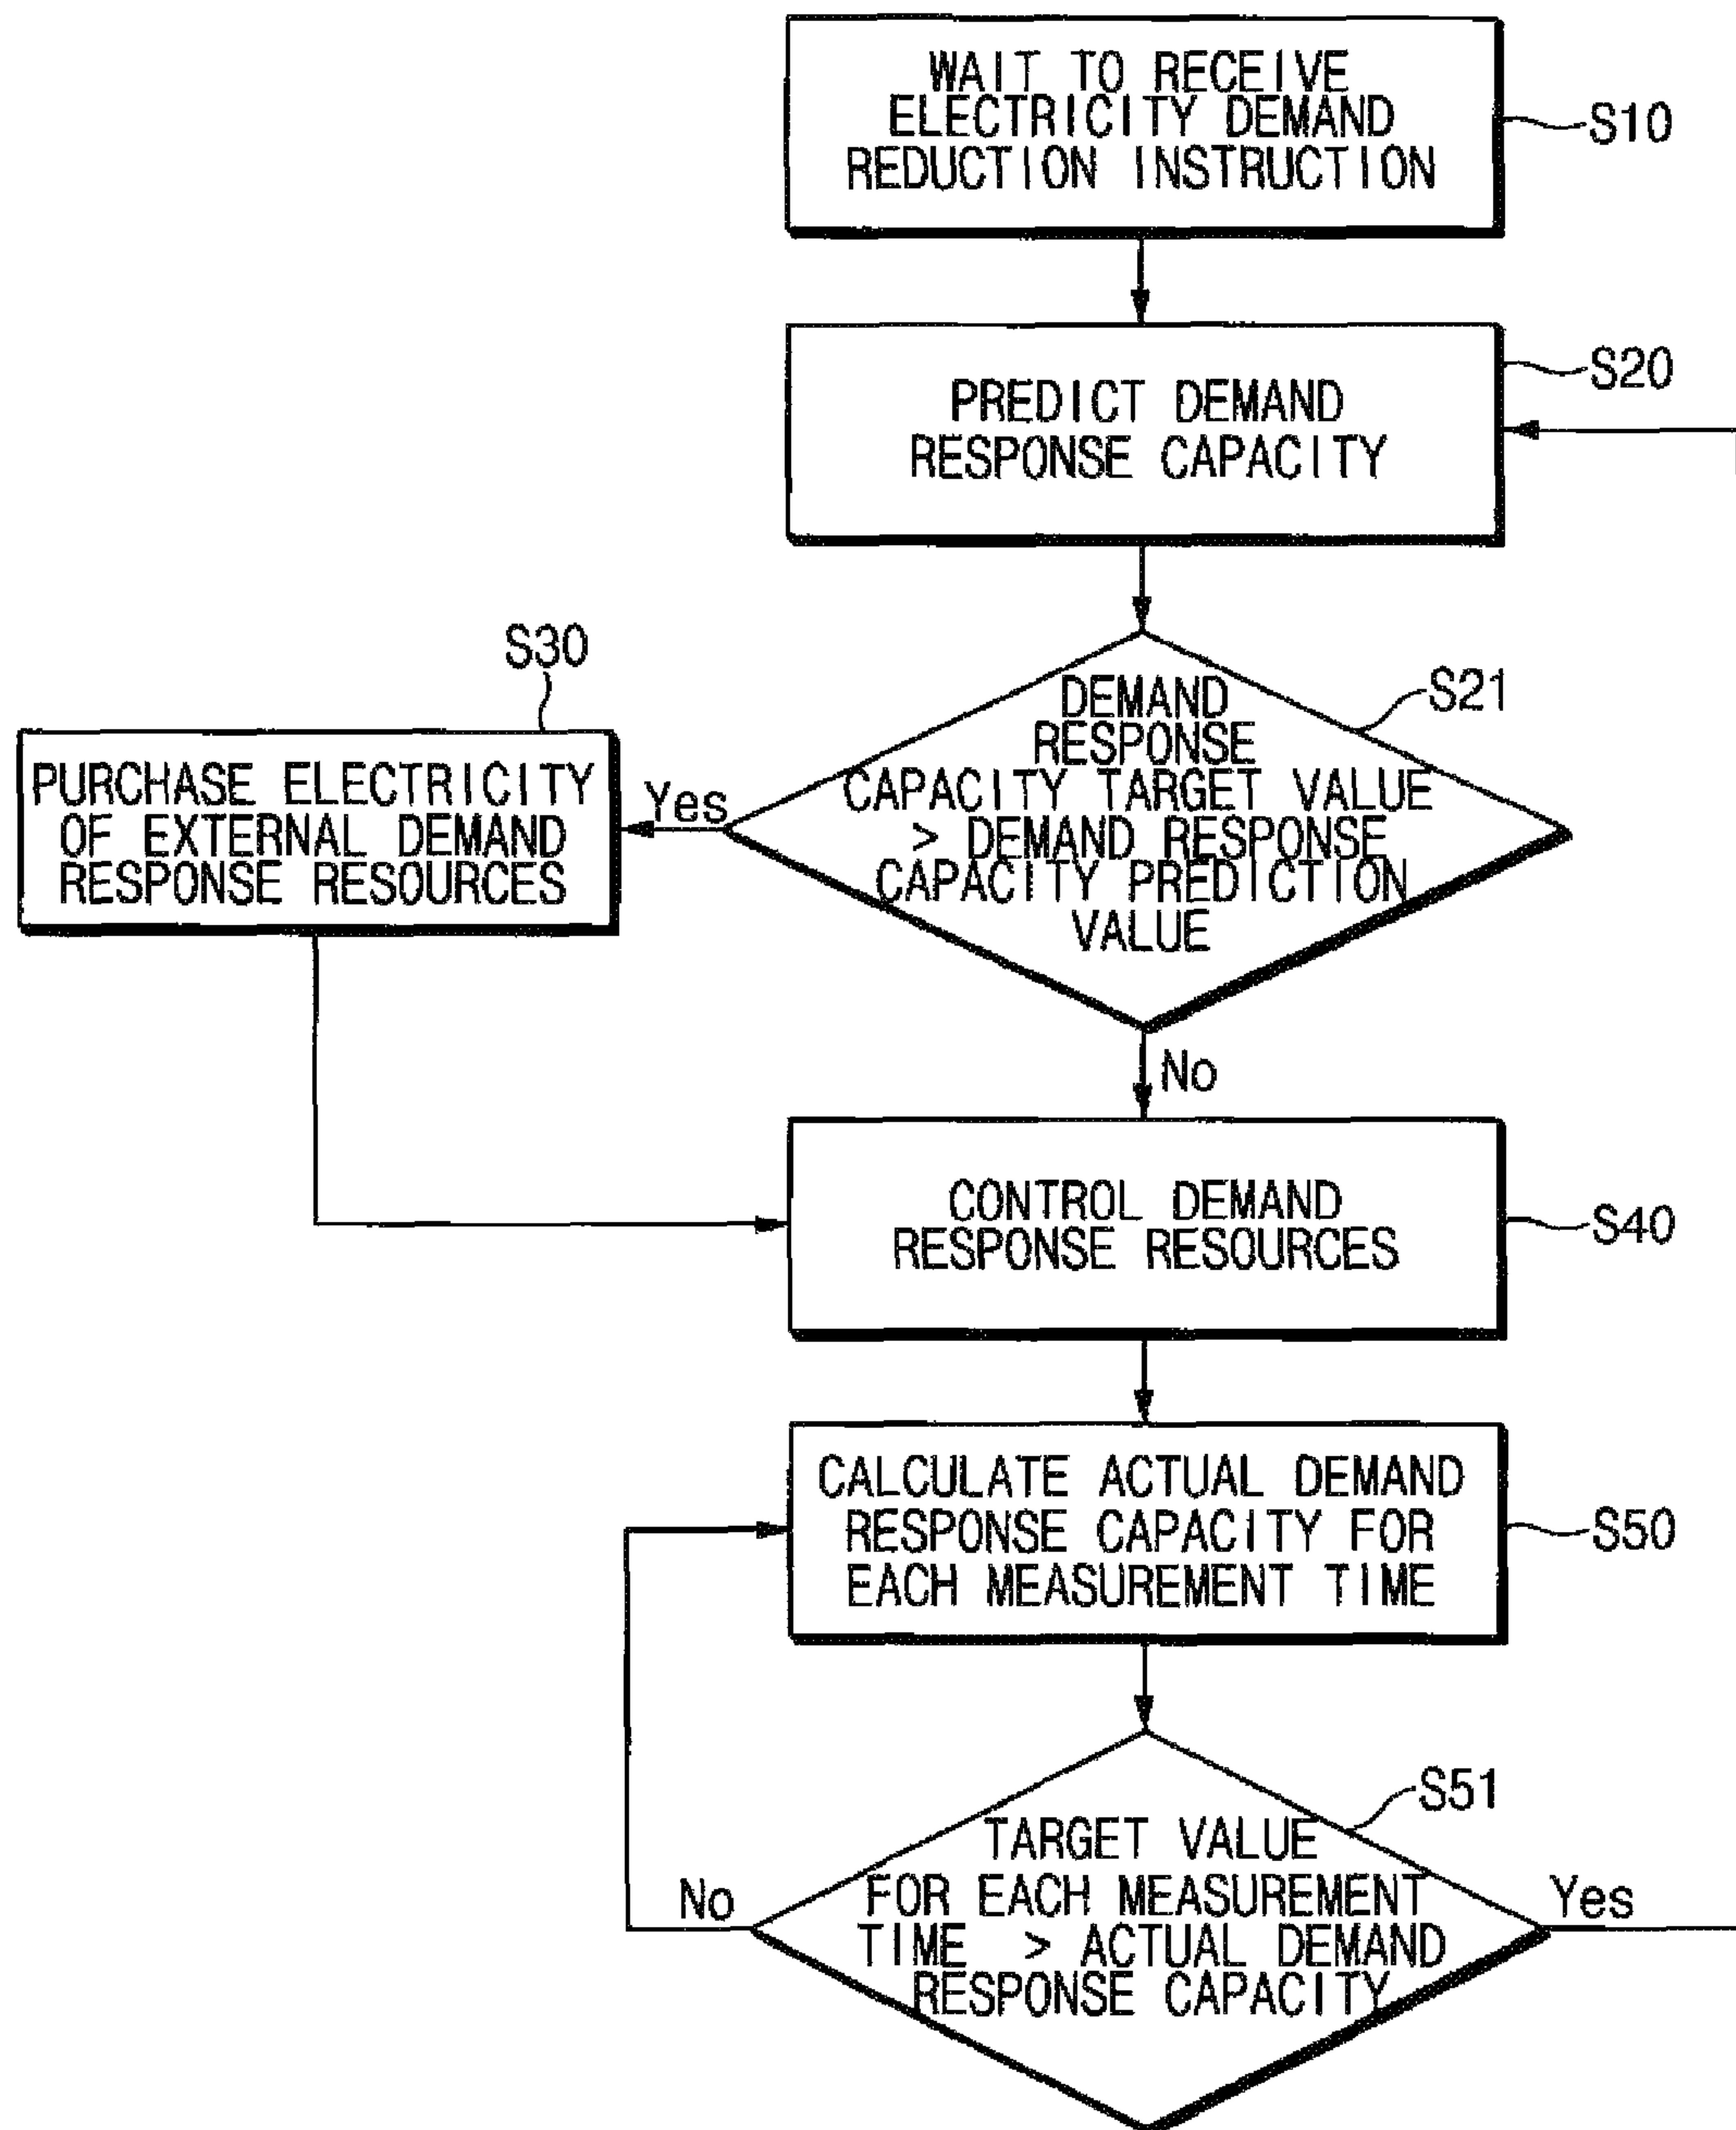 WAIT TO RECEIVE
ELECTRICITY DEMAND
REDUCTION INSTRUCTION
S10
PREDICT DEMAND
RESPONSE CAPACITY
S20
DEMAND
RESPONSE
CAPACITY TARGET VALUE
> DEMAND RESPONSE
CAPACITY PREDICTION
VALUE
S21
Yes
S30
PURCHASE ELECTRICITY
OF EXTERNAL DEMAND
RESPONSE RESOURCES
No
CONTROL DEMAND
RESPONSE RESOURCES
S40
CALCULATE ACTUAL DEMAND
RESPONSE CAPACITY FOR
EACH MEASUREMENT TIME
S50
S51
TARGET VALUE
FOR EACH MEASUREMENT
TIME > ACTUAL DEMAND
RESPONSE CAPACITY
No
Yes